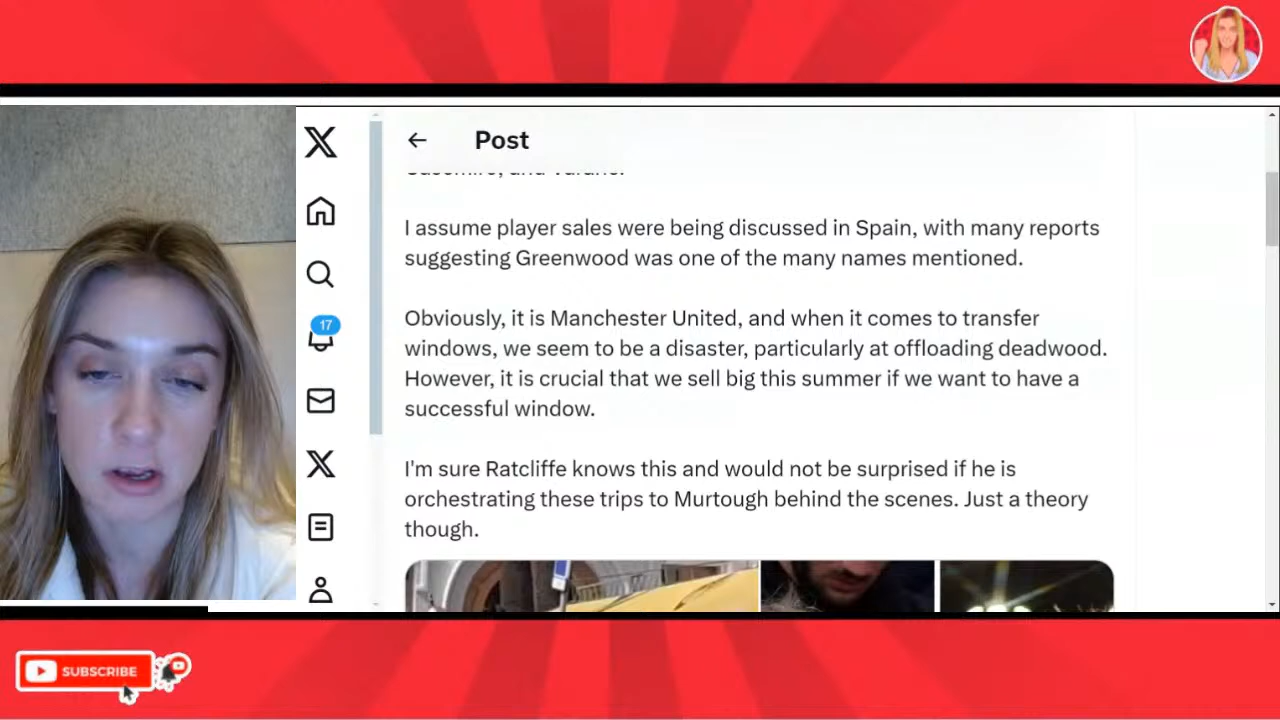 Post
I assume player sales were being discussed in Spain, with many reports
suggesting Greenwood was one of the many names mentioned.
Obviously, it is Manchester United, and when it comes to transfer
windows, we seem to be a disaster, particularly at offloading deadwood.
However, it is crucial that we sell big this summer if we want to have a
successful window.
I'm sure Ratcliffe knows this and would not be surprised if he is
orchestrating these trips to Murtough behind the scenes. Just a theory
though.
17
SUBSCRIBE